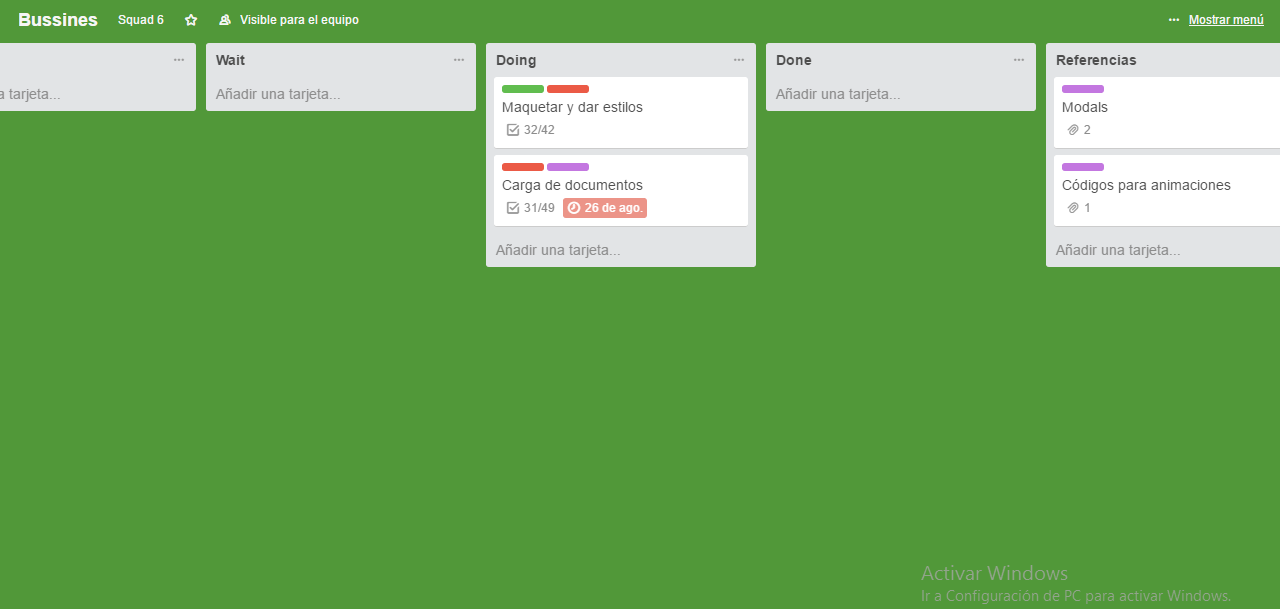 Bussines Squad 6 Visible para el equipo ... Mostrar menú
a tarjeta...
Wait
Añadir una tarjeta...
Doing
Maquetar y dar estilos
32/42
Carga de documentos
31/49 26 de ago.
Añadir una tarjeta...
Done
Añadir una tarjeta...
Referencias
Modals
2
Códigos para animaciones
1
Añadir una tarjeta...
Activar Windows
Ir a Configuración de PC para activar Windows.